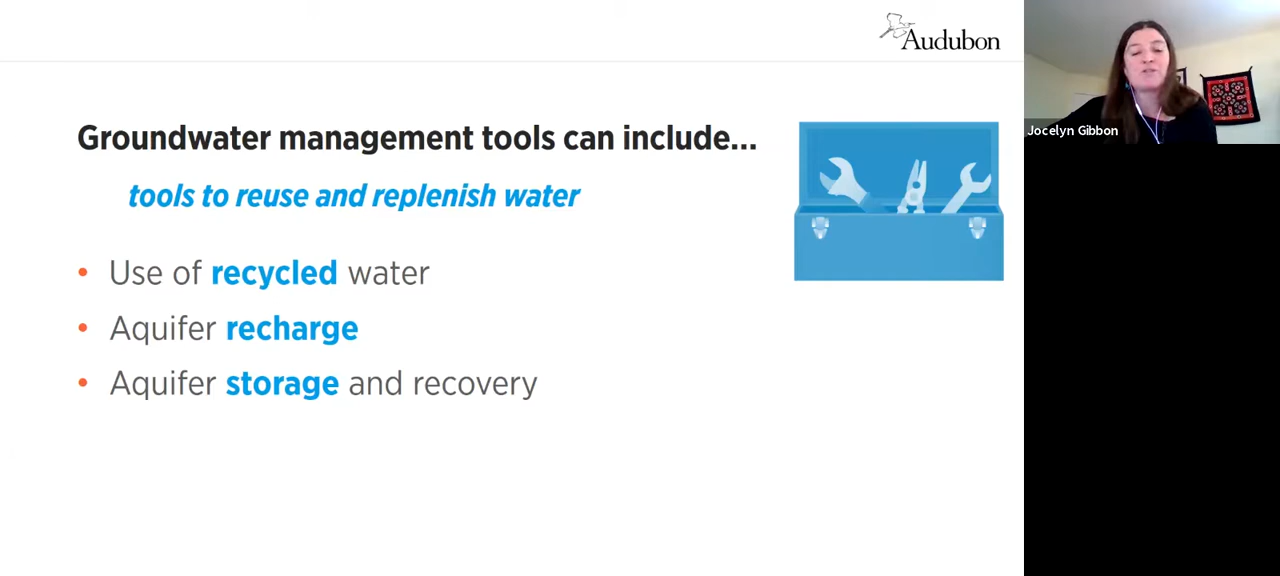 Audubon
Jocelyn Gibbon
Groundwater management tools can include...
tools to reuse and replenish water
• Use of recycled water
• Aquifer recharge
• Aquifer storage and recovery